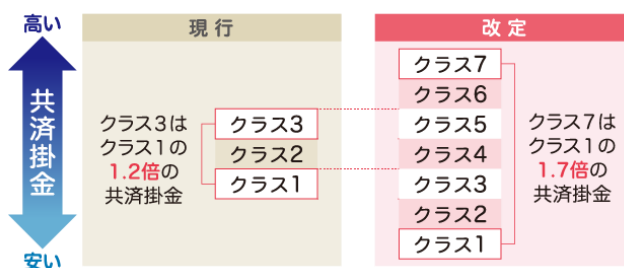 高い
共済掛金
安い
現行
クラス3は
クラス1の
1.2倍の
共済掛金
クラス3
クラス2
クラス1
改定
クラス7
クラス6
クラス5
クラス4
クラス3
クラス2
クラス1
クラス7は
クラス1の
1.7倍の
共済掛金